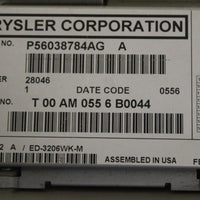 RYSLER CORPORATION
NO. P56038784AG A
ER 28046
1 DATE CODE 0556
T 00 AM 055 6 B0044
2 A / ED-3206WK-M
ASSEMBLED IN USA FE